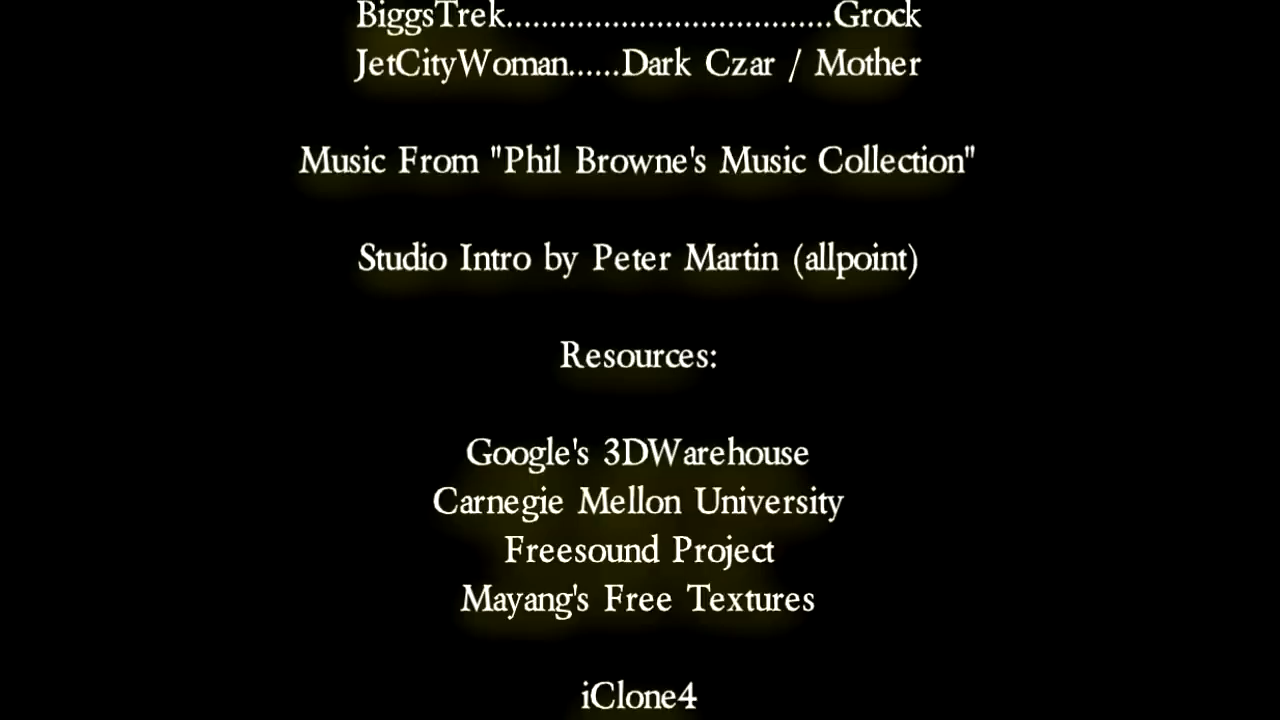 BiggsTrek.....................................Grock
JetCityWoman......Dark Czar / Mother
Music From "Phil Browne's Music Collection"
Studio Intro by Peter Martin (allpoint)
Resources:
Google's 3DWarehouse
Carnegie Mellon University
Freesound Project
Mayang's Free Textures
iClone4